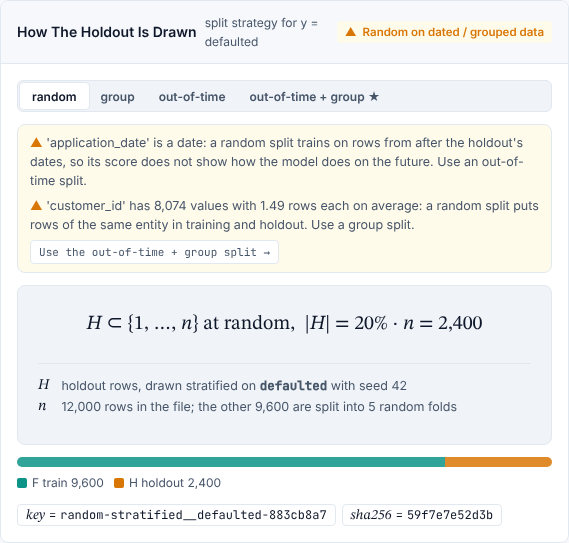 How The Holdout Is Drawn
split strategy for y =
defaulted
▲ Random on dated / grouped data
random group out-of-time out-of-time + group ★
▲ 'application_date' is a date: a random split trains on rows from after the holdout's
dates, so its score does not show how the model does on the future. Use an out-of-
time split.
▲ 'customer_id' has 8,074 values with 1.49 rows each on average: a random split puts
rows of the same entity in training and holdout. Use a group split.
Use the out-of-time + group split →
H ⊂ {1, …, n} at random, |H| = 20% · n = 2,400
H holdout rows, drawn stratified on defaulted with seed 42
n 12,000 rows in the file; the other 9,600 are split into 5 random folds
F train 9,600 H holdout 2,400
key = random-stratified__defaulted-883cb8a7 sha256 = 59f7e7e52d3b